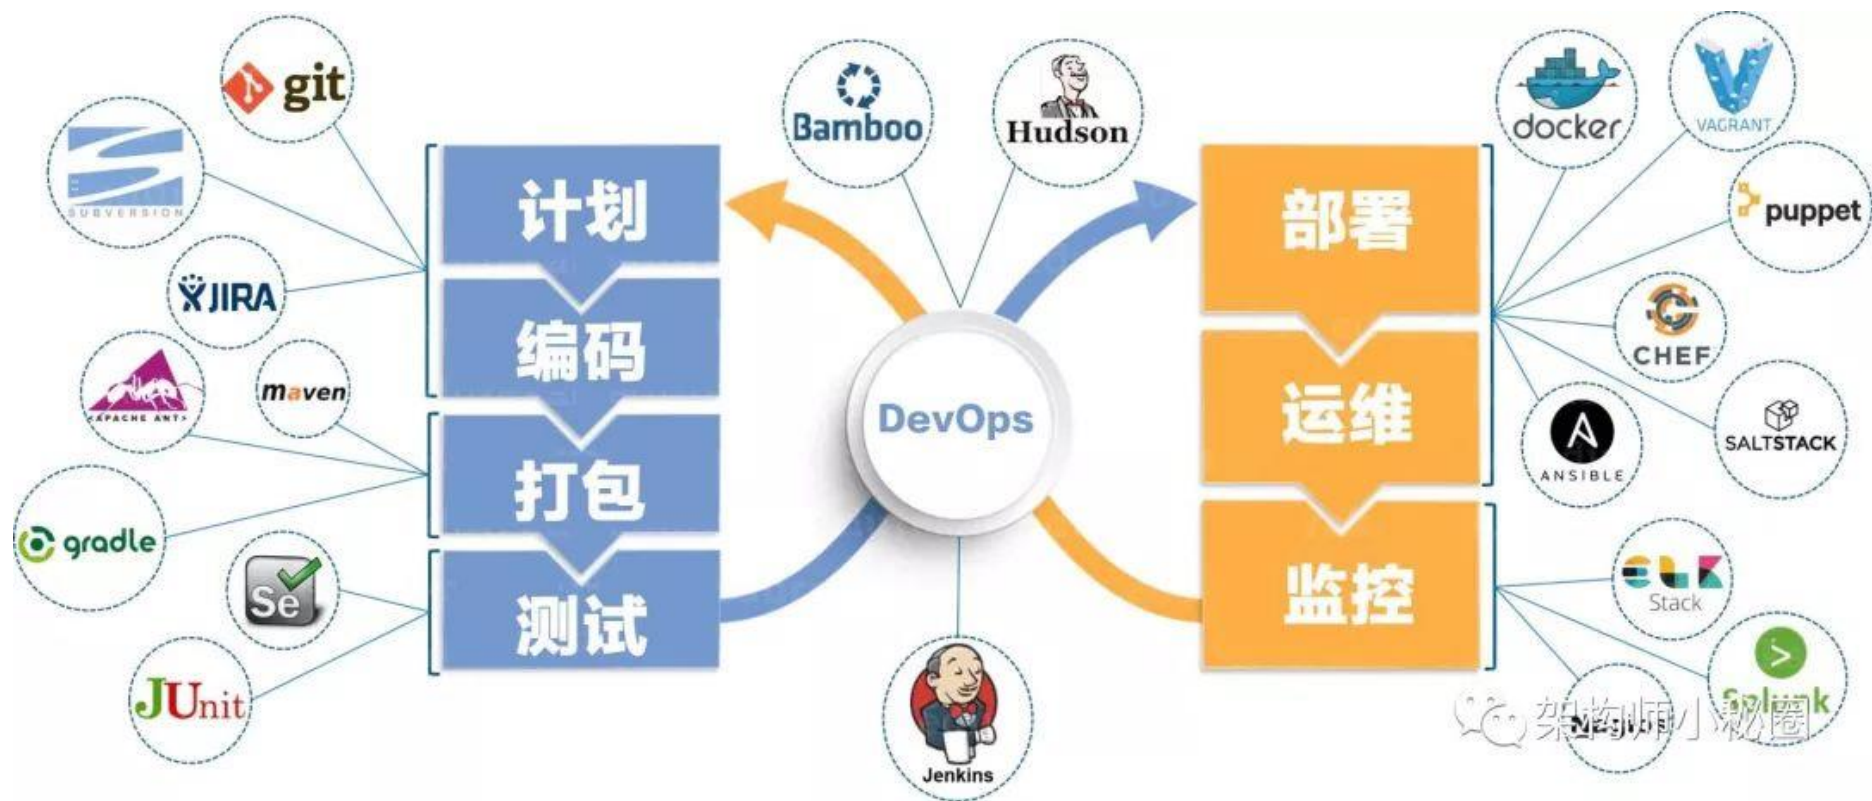 git
SUBVERSION
JIRA
APACHE ANT
maven
gradle
Se
JUnit
计划
编码
打包
测试
Bamboo
Hudson
DevOps
Jenkins
部署
运维
监控
docker
VAGRANT
puppet
CHEF
SALTSTACK
ANSIBLE
ELK
Stack
Splunk
Nagios
架构师小秘圈